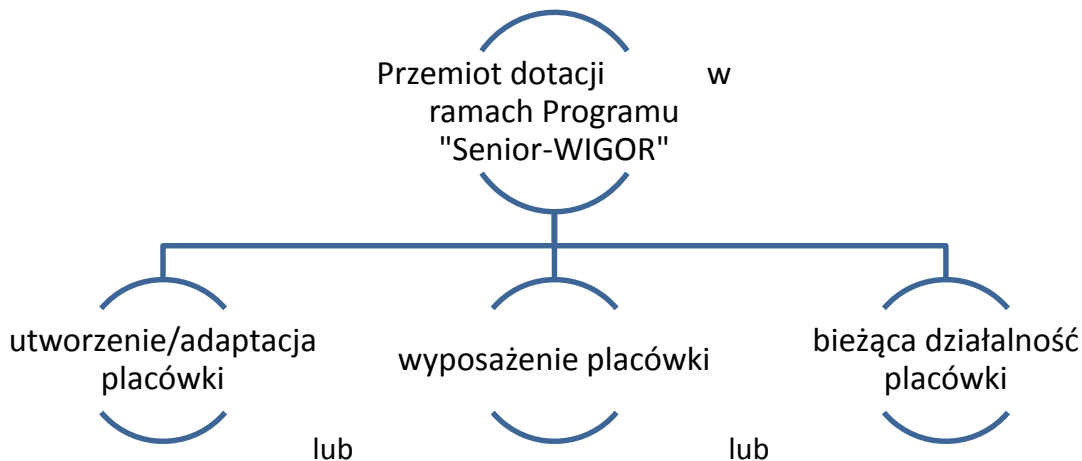 Przemiot dotacji w
ramach Programu
"Senior-WIGOR"
utworzenie/adaptacja
placówki
wyposażenie placówki
bieżąca działalność
placówki
lub
lub